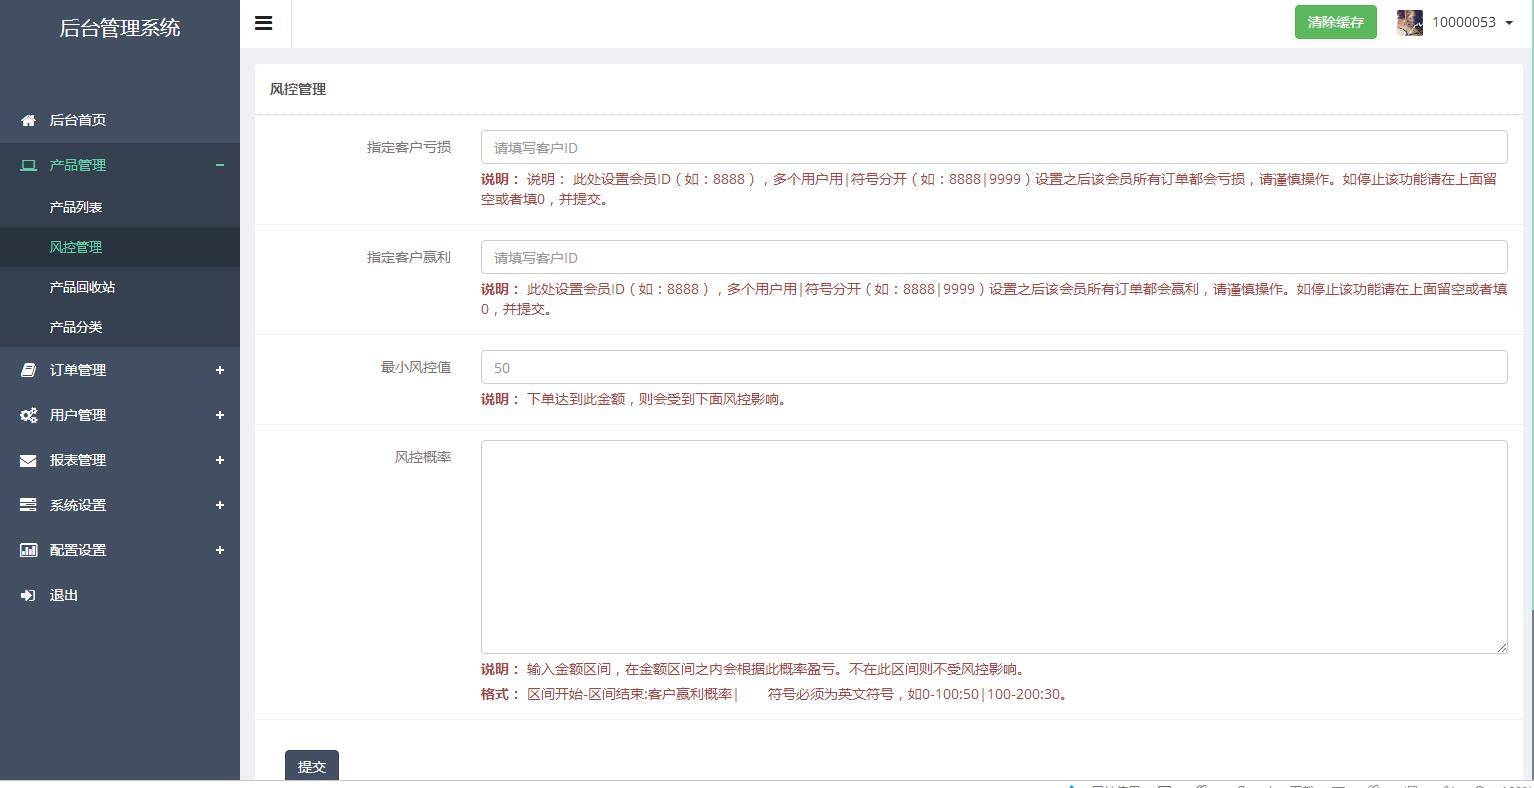 后台管理系统
清除缓存
10000053
后台首页
产品管理
产品列表
风控管理
产品回收站
产品分类
订单管理
用户管理
报表管理
系统设置
配置设置
退出
风控管理
指定客户亏损
请填写客户ID
说明： 说明： 此处设置会员ID（如：8888），多个用户用|符号分开（如：8888|9999）设置之后该会员所有订单都会亏损，请谨慎操作。如停止该功能请在上面留
空或者填0，并提交。
指定客户赢利
请填写客户ID
说明： 此处设置会员ID（如：8888），多个用户用|符号分开（如：8888|9999）设置之后该会员所有订单都会赢利，请谨慎操作。如停止该功能请在上面留空或者填
0，并提交。
最小风控值
50
说明： 下单达到此金额，则会受到下面风控影响。
风控概率
说明： 输入金额区间，在金额区间之内会根据此概率盈亏。不在此区间则不受风控影响。
格式： 区间开始-区间结束:客户赢利概率| 符号必须为英文符号，如0-100:50|100-200:30。
提交